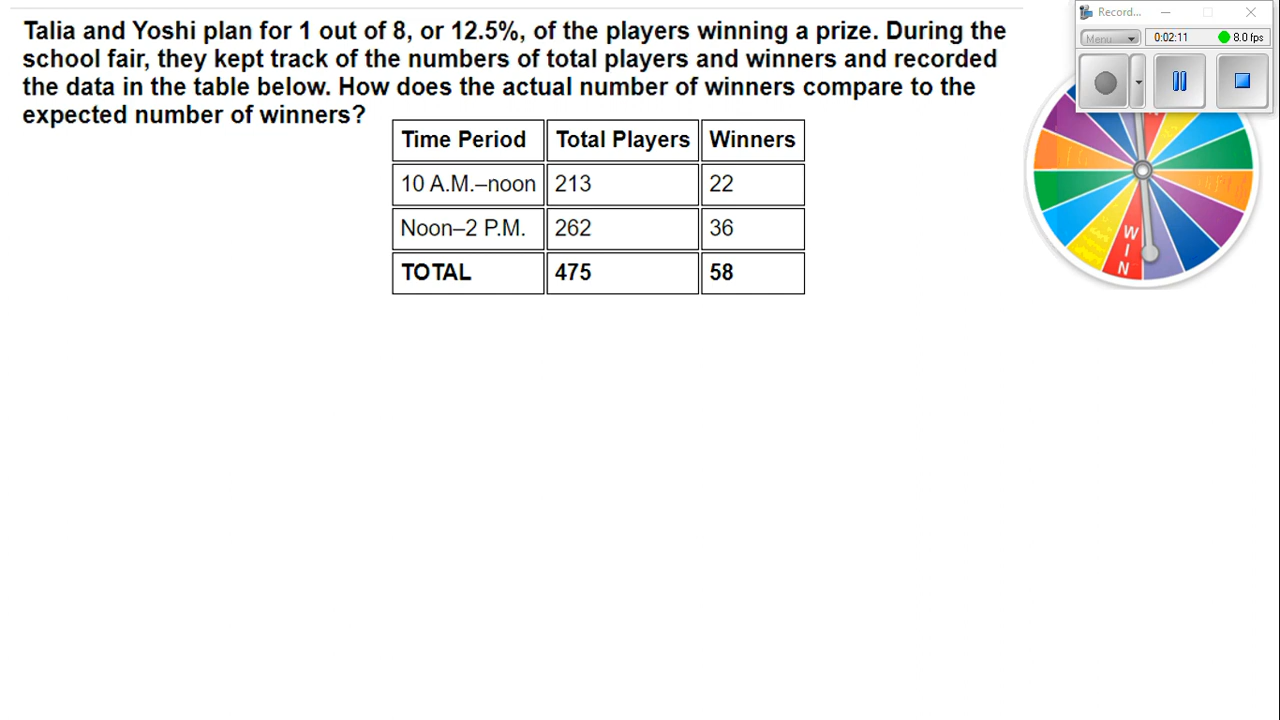 Talia and Yoshi plan for 1 out of 8, or 12.5%, of the players winning a prize. During the
school fair, they kept track of the numbers of total players and winners and recorded
the data in the table below. How does the actual number of winners compare to the
expected number of winners?
Time Period Total Players Winners
10 A.M.–noon 213 22
Noon–2 P.M. 262 36
TOTAL 475 58
Record...
Menu 0:02:11 8.0 fps
WIN